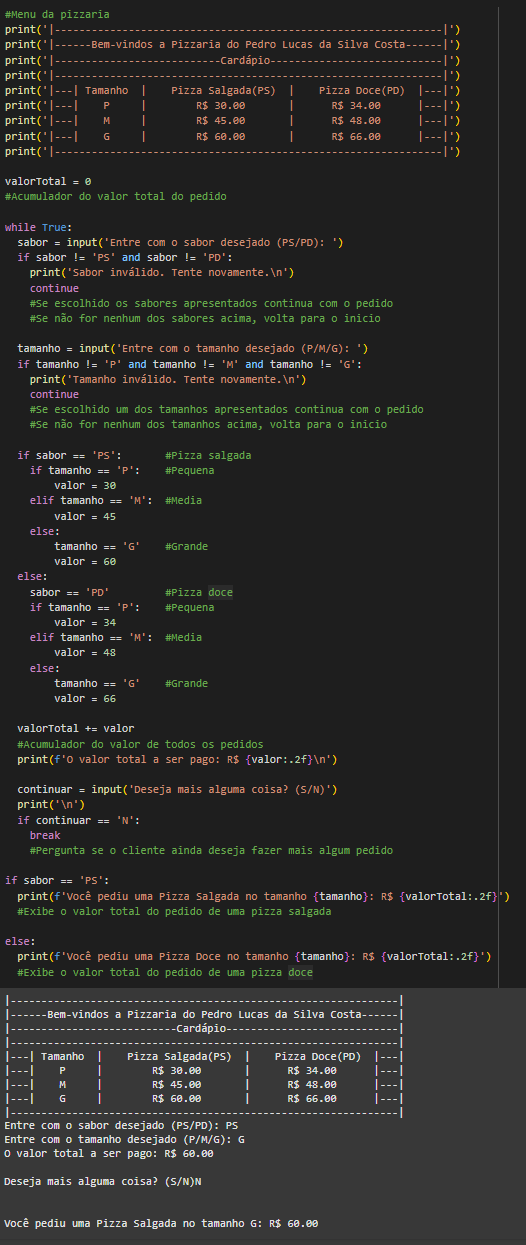 #Menu da pizzaria
print('|---------------------------------------------------------------|')
print('|------Bem-vindos a Pizzaria do Pedro Lucas da Silva Costa------|')
print('|---------------------------Cardápio----------------------------|')
print('|---------------------------------------------------------------|')
print('|---| Tamanho  |    Pizza Salgada(PS)  |    Pizza Doce(PD)  |---|')
print('|---|    P     |        R$ 30.00       |      R$ 34.00      |---|')
print('|---|    M     |        R$ 45.00       |      R$ 48.00      |---|')
print('|---|    G     |        R$ 60.00       |      R$ 66.00      |---|')
print('|---------------------------------------------------------------|')
valorTotal = 0
#Acumulador do valor total do pedido
while True:
  sabor = input('Entre com o sabor desejado (PS/PD): ')
  if sabor != 'PS' and sabor != 'PD':
    print('Sabor inválido. Tente novamente.\n')
    continue
    #Se escolhido os sabores apresentados continua com o pedido
    #Se não for nenhum dos sabores acima, volta para o inicio
  tamanho = input('Entre com o tamanho desejado (P/M/G): ')
  if tamanho != 'P' and tamanho != 'M' and tamanho != 'G':
    print('Tamanho inválido. Tente novamente.\n')
    continue
    #Se escolhido um dos tamanhos apresentados continua com o pedido
    #Se não for nenhum dos tamanhos acima, volta para o inicio
  if sabor == 'PS':       #Pizza salgada
    if tamanho == 'P':    #Pequena
        valor = 30
    elif tamanho == 'M':  #Media
        valor = 45
    else:
        tamanho == 'G'    #Grande
        valor = 60
  else:
    sabor == 'PD'         #Pizza doce
    if tamanho == 'P':    #Pequena
        valor = 34
    elif tamanho == 'M':  #Media
        valor = 48
    else:
        tamanho == 'G'    #Grande
        valor = 66
  valorTotal += valor
  #Acumulador do valor de todos os pedidos
  print(f'O valor total a ser pago: R$ {valor:.2f}\n')
  continuar = input('Deseja mais alguma coisa? (S/N)')
  print('\n')
  if continuar == 'N':
    break
    #Pergunta se o cliente ainda deseja fazer mais algum pedido
if sabor == 'PS':
  print(f'Você pediu uma Pizza Salgada no tamanho {tamanho}: R$ {valorTotal:.2f}')
  #Exibe o valor total do pedido de uma pizza salgada
else:
  print(f'Você pediu uma Pizza Doce no tamanho {tamanho}: R$ {valorTotal:.2f}')
  #Exibe o valor total do pedido de uma pizza doce
|---------------------------------------------------------------|
|------Bem-vindos a Pizzaria do Pedro Lucas da Silva Costa------|
|---------------------------Cardápio----------------------------|
|---------------------------------------------------------------|
|---| Tamanho  |    Pizza Salgada(PS)  |    Pizza Doce(PD)  |---|
|---|    P     |        R$ 30.00       |      R$ 34.00      |---|
|---|    M     |        R$ 45.00       |      R$ 48.00      |---|
|---|    G     |        R$ 60.00       |      R$ 66.00      |---|
|---------------------------------------------------------------|
Entre com o sabor desejado (PS/PD): PS
Entre com o tamanho desejado (P/M/G): G
O valor total a ser pago: R$ 60.00
Deseja mais alguma coisa? (S/N)N
Você pediu uma Pizza Salgada no tamanho G: R$ 60.00